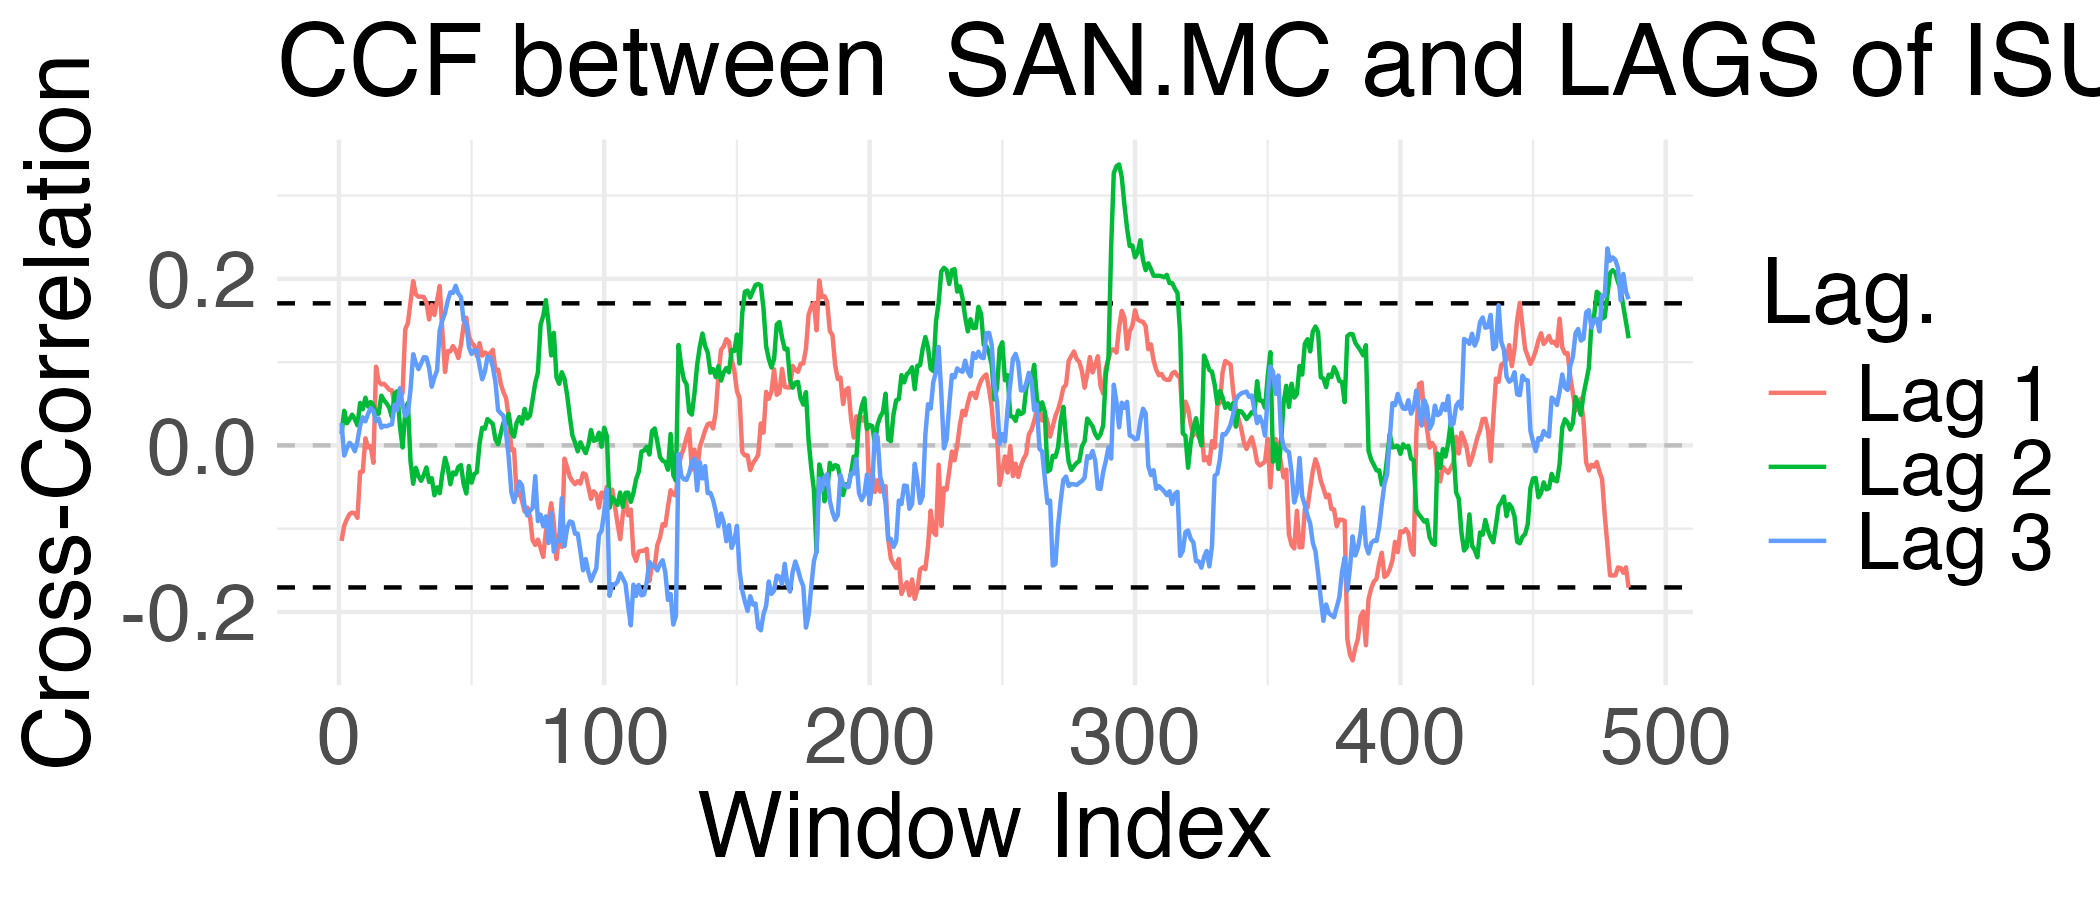 CCF between SAN.MC and LAGS of ISU
Cross-Correlation
0.2
0.0
-0.2
0
100
200
300
400
500
Window Index
Lag.
Lag 1
Lag 2
Lag 3